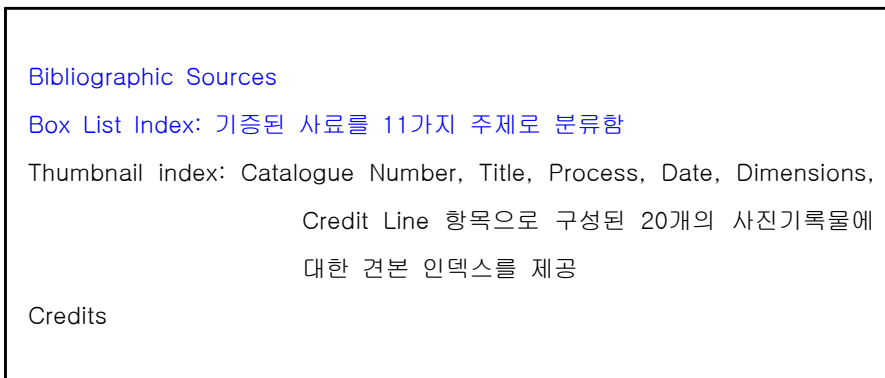 Bibliographic Sources
Box List Index: 기증된 사료를 11가지 주제로 분류함
Thumbnail index: Catalogue Number, Title, Process, Date, Dimensions,
Credit Line 항목으로 구성된 20개의 사진기록물에
대한 견본 인덱스를 제공
Credits